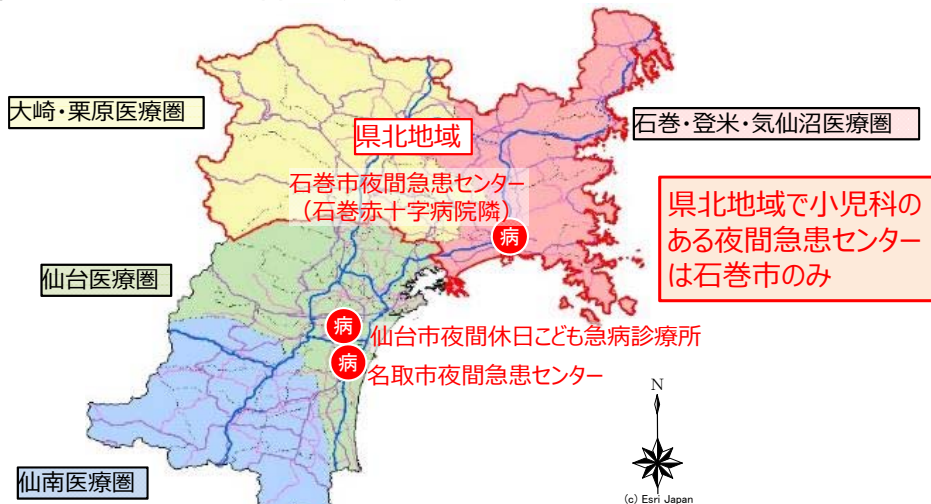 大崎・栗原医療圏
県北地域
石巻・登米・気仙沼医療圏
石巻市夜間急患センター
（石巻赤十字病院隣）
病
県北地域で小児科の
ある夜間急患センター
は石巻市のみ
仙台医療圏
病
仙台市夜間休日こども急病診療所
病
名取市夜間急患センター
N
仙南医療圏
(c) Esri Japan